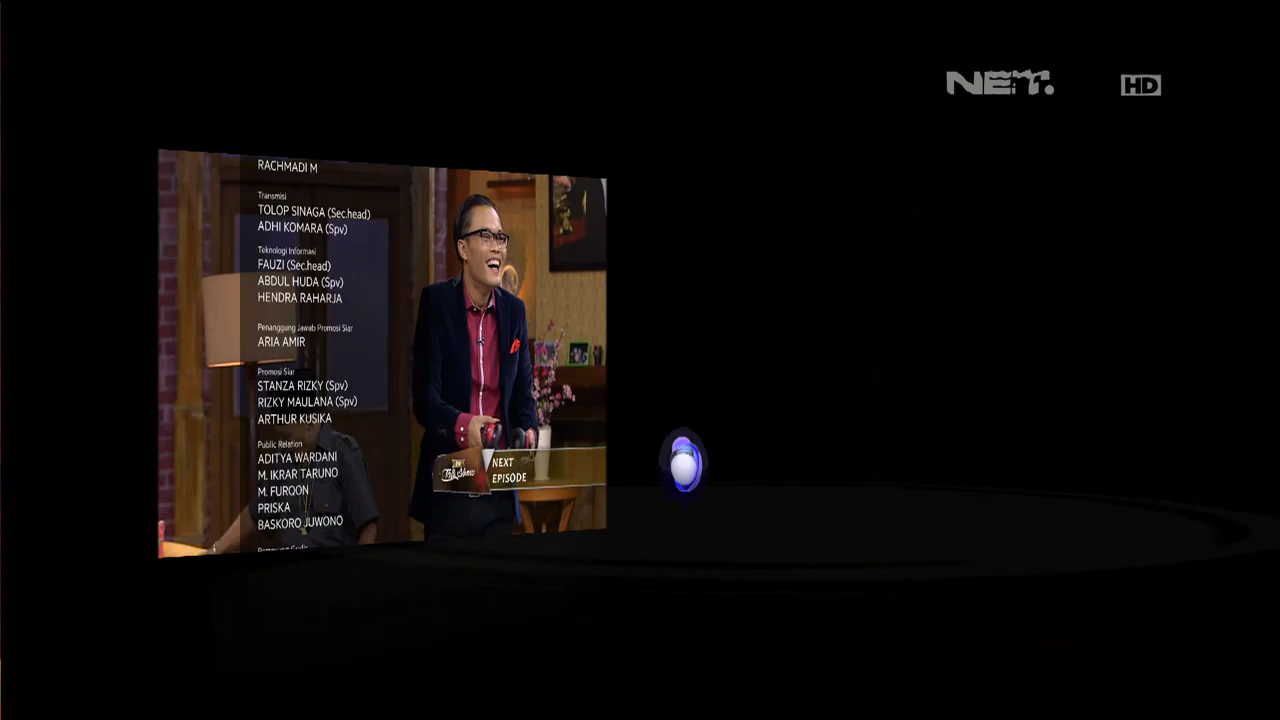 NET.
HD
RACHMADI M
Transmisi
TOLOP SINAGA (Sec.head)
ADHI KOMARA (Spv)
Teknologi Informasi
FAUZI (Sec.head)
ABDUL HUDA (Spv)
HENDRA RAHARJA
Penanggung Jawab Promosi Siar
ARIA AMIR
Promosi Siar
STANZA RIZKY (Spv)
RIZKY MAULANA (Spv)
ARTHUR KUSIKA
Public Relation
ADITYA WARDANI
M. IKRAR TARUNO
M. FURQON
PRISKA
BASKORO JUWONO
Talk Show
NEXT
EPISODE